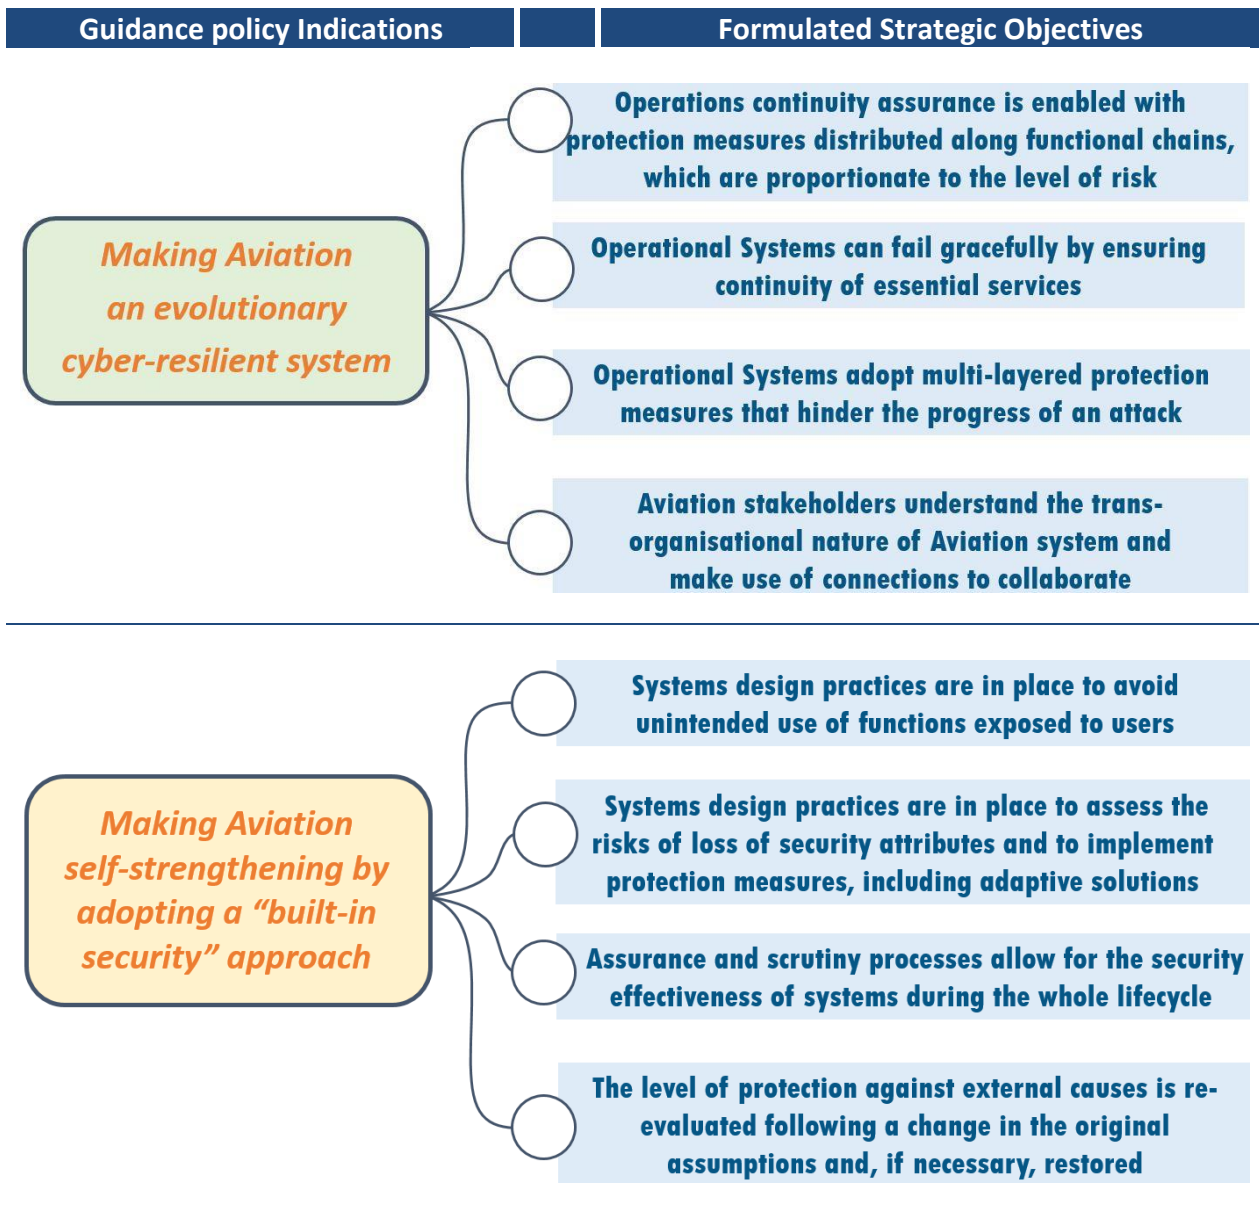 Guidance policy Indications
Formulated Strategic Objectives
Making Aviation
an evolutionary
cyber-resilient system
Operations continuity assurance is enabled with
protection measures distributed along functional chains,
which are proportionate to the level of risk
Operational Systems can fail gracefully by ensuring
continuity of essential services
Operational Systems adopt multi-layered protection
measures that hinder the progress of an attack
Aviation stakeholders understand the trans-
organisational nature of Aviation system and
make use of connections to collaborate
Making Aviation
self-strengthening by
adopting a “built-in
security” approach
Systems design practices are in place to avoid
unintended use of functions exposed to users
Systems design practices are in place to assess the
risks of loss of security attributes and to implement
protection measures, including adaptive solutions
Assurance and scrutiny processes allow for the security
effectiveness of systems during the whole lifecycle
The level of protection against external causes is re-
evaluated following a change in the original
assumptions and, if necessary, restored